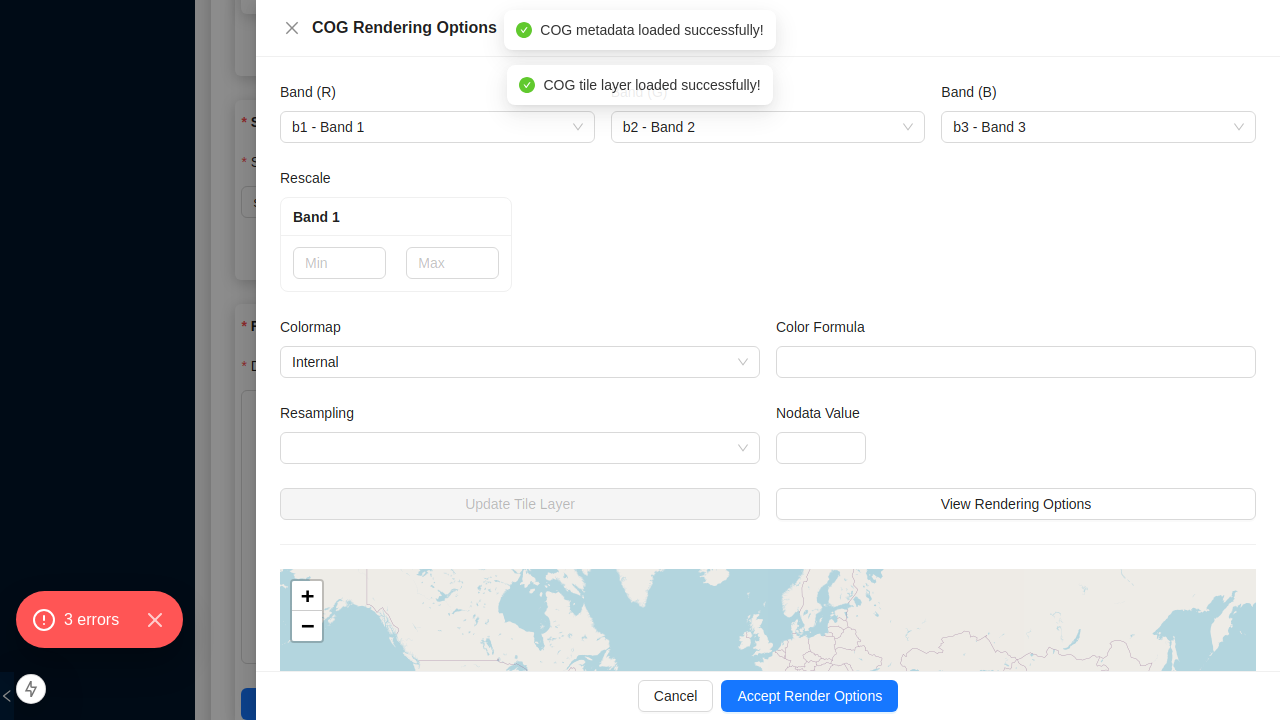 COG Rendering Options
COG metadata loaded successfully!
COG tile layer loaded successfully!
Band (R)
Band (B)
b1 - Band 1
b2 - Band 2
b3 - Band 3
Rescale
Band 1
Min
Max
Colormap
Color Formula
Internal
Resampling
Nodata Value
Update Tile Layer
View Rendering Options
+
−
3 errors
Cancel
Accept Render Options